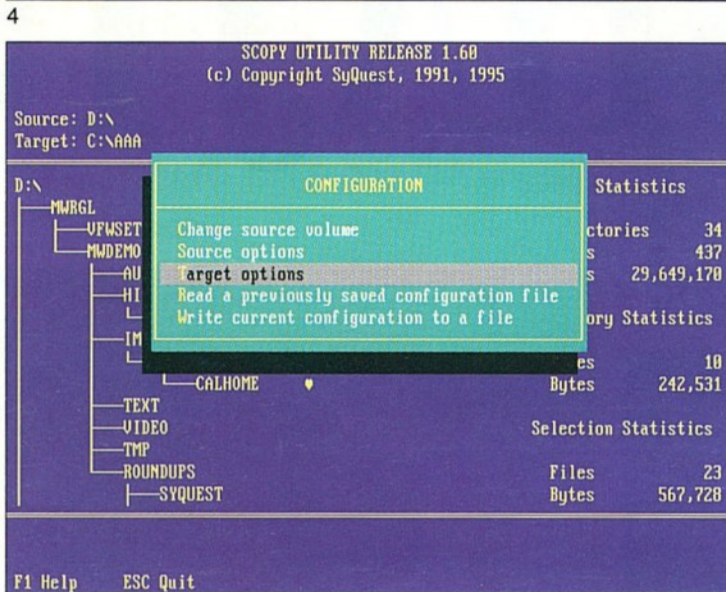 4
SCOPY UTILITY RELEASE 1.60
(c) Copyright SyQuest, 1991, 1995
Source: D:\
Target: C:\AAA
D:\
CONFIGURATION
Statistics
MWRGL
VFWSET
Change source volume
ctories 34
MWDEMO
Source options
s 437
AU
Target options
s 29,649,170
HI
Read a previously saved configuration file
Write current configuration to a file
ory Statistics
IM
es 10
CALHOME ♥
Bytes 242,531
TEXT
VIDEO
Selection Statistics
TMP
ROUNDUPS
Files 23
SYQUEST
Bytes 567,728
F1 Help ESC Quit